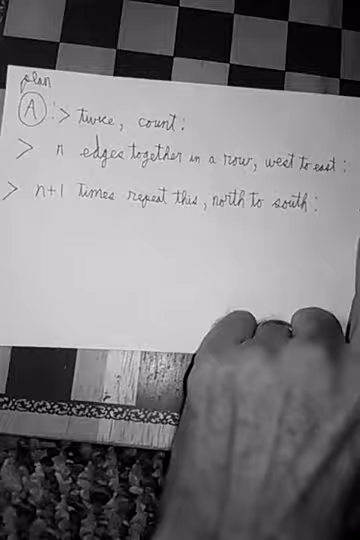 plan
A : > twice, count :
> n edges together in a row, west to east :
> n+1 times repeat this, north to south :